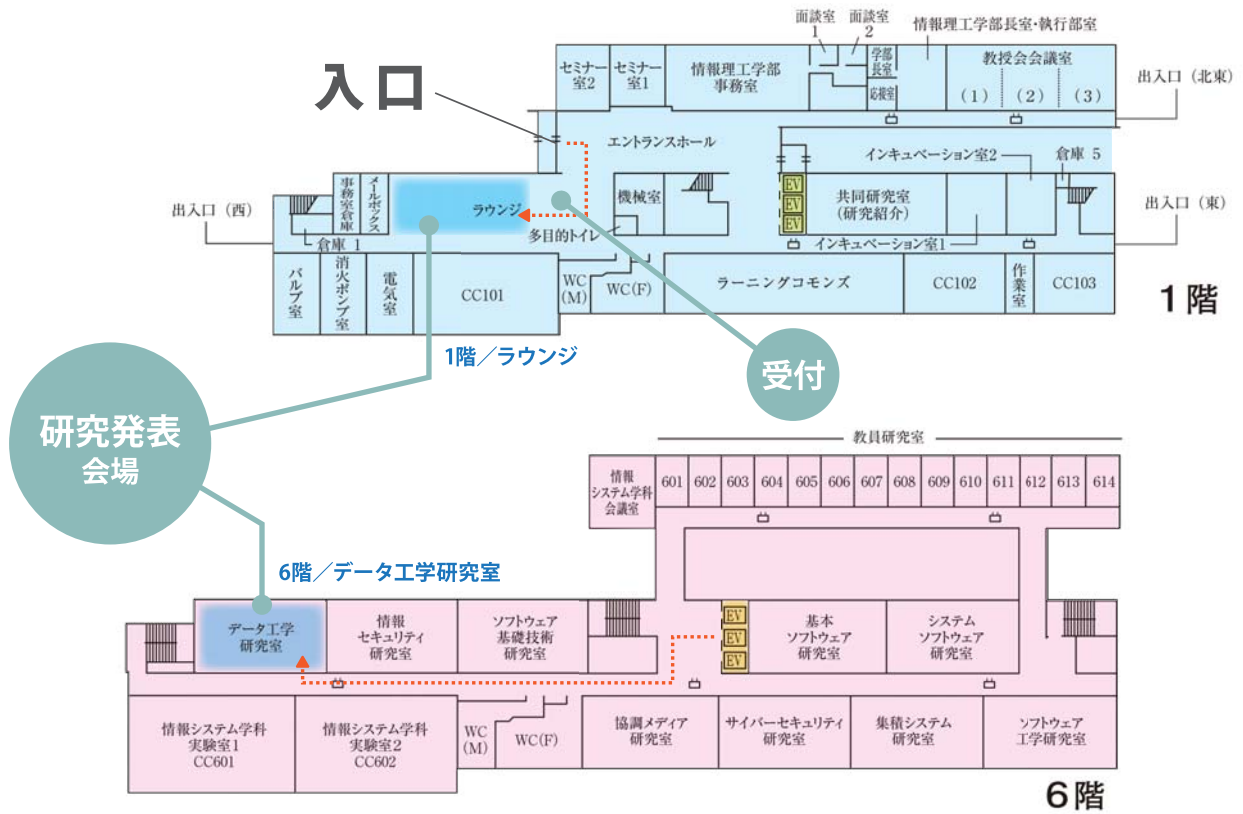 面談室
1
面談室
2
情報理工学部長室・執行部室
入口
セミナー
室2
セミナー
室1
情報理工学部
事務室
学部
長室
応接室
教授会会議室
(1)
(2)
(3)
出入口(北東)
エントランスホール
インキュベーション室2
倉庫 5
出入口(西)
事務室倉庫
メールボックス
ラウンジ
機械室
EV
EV
EV
共同研究室
(研究紹介)
出入口(東)
倉庫 1
多目的トイレ
インキュベーション室1
バルブ室
消火ポンプ室
電気室
CC101
WC
(M)
WC(F)
ラーニングコモンズ
CC102
作業室
CC103
1階
1階/ラウンジ
受付
研究発表
会場
教員研究室
情報
システム学科
会議室
601
602
603
604
605
606
607
608
609
610
611
612
613
614
6階/データ工学研究室
データ工学
研究室
情報
セキュリティ
研究室
ソフトウェア
基礎技術
研究室
EV
EV
EV
基本
ソフトウェア
研究室
システム
ソフトウェア
研究室
情報システム学科
実験室1
CC601
情報システム学科
実験室2
CC602
WC
(M)
WC(F)
協調メディア
研究室
サイバーセキュリティ
研究室
集積システム
研究室
ソフトウェア
工学研究室
6階